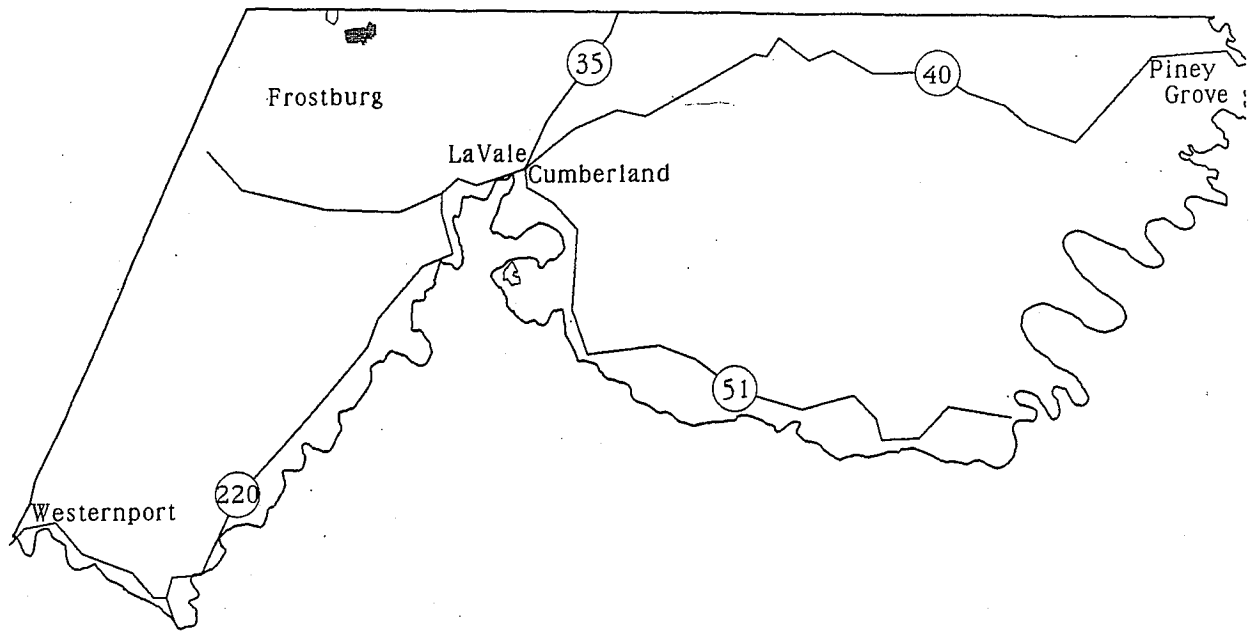 35
40
Piney
Grove
Frostburg
LaVale
Cumberland
51
220
Westernport